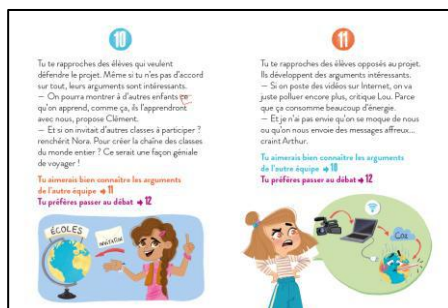 10
Tu te rapproches des élèves qui veulent
défendre le projet. Même si tu n'es pas d'accord
sur tout, leurs arguments sont intéressants.
— On pourra montrer à d'autres enfants ce
qu'on apprend, comme ça, ils l'apprendront
avec nous, propose Clément.
— Et si on invitait d'autres classes à participer ?
renchérit Nora. Pour créer la chaîne des classes
du monde entier ? Ce serait une façon géniale
de voyager !
Tu aimerais bien connaître les arguments
de l'autre équipe → 11
Tu préfères passer au débat → 12
ÉCOLES
INVITATION
11
Tu te rapproches des élèves opposés au projet.
Ils développent des arguments intéressants.
— Si on poste des vidéos sur Internet, on va
juste polluer encore plus, critique Lou. Parce
que ça consomme beaucoup d'énergie.
— Et je n'ai pas envie qu'on se moque de nous
ou qu'on nous envoie des messages affreux...
craint Arthur.
Tu aimerais bien connaître les arguments
de l'autre équipe → 10
Tu préfères passer au débat → 12
CO2